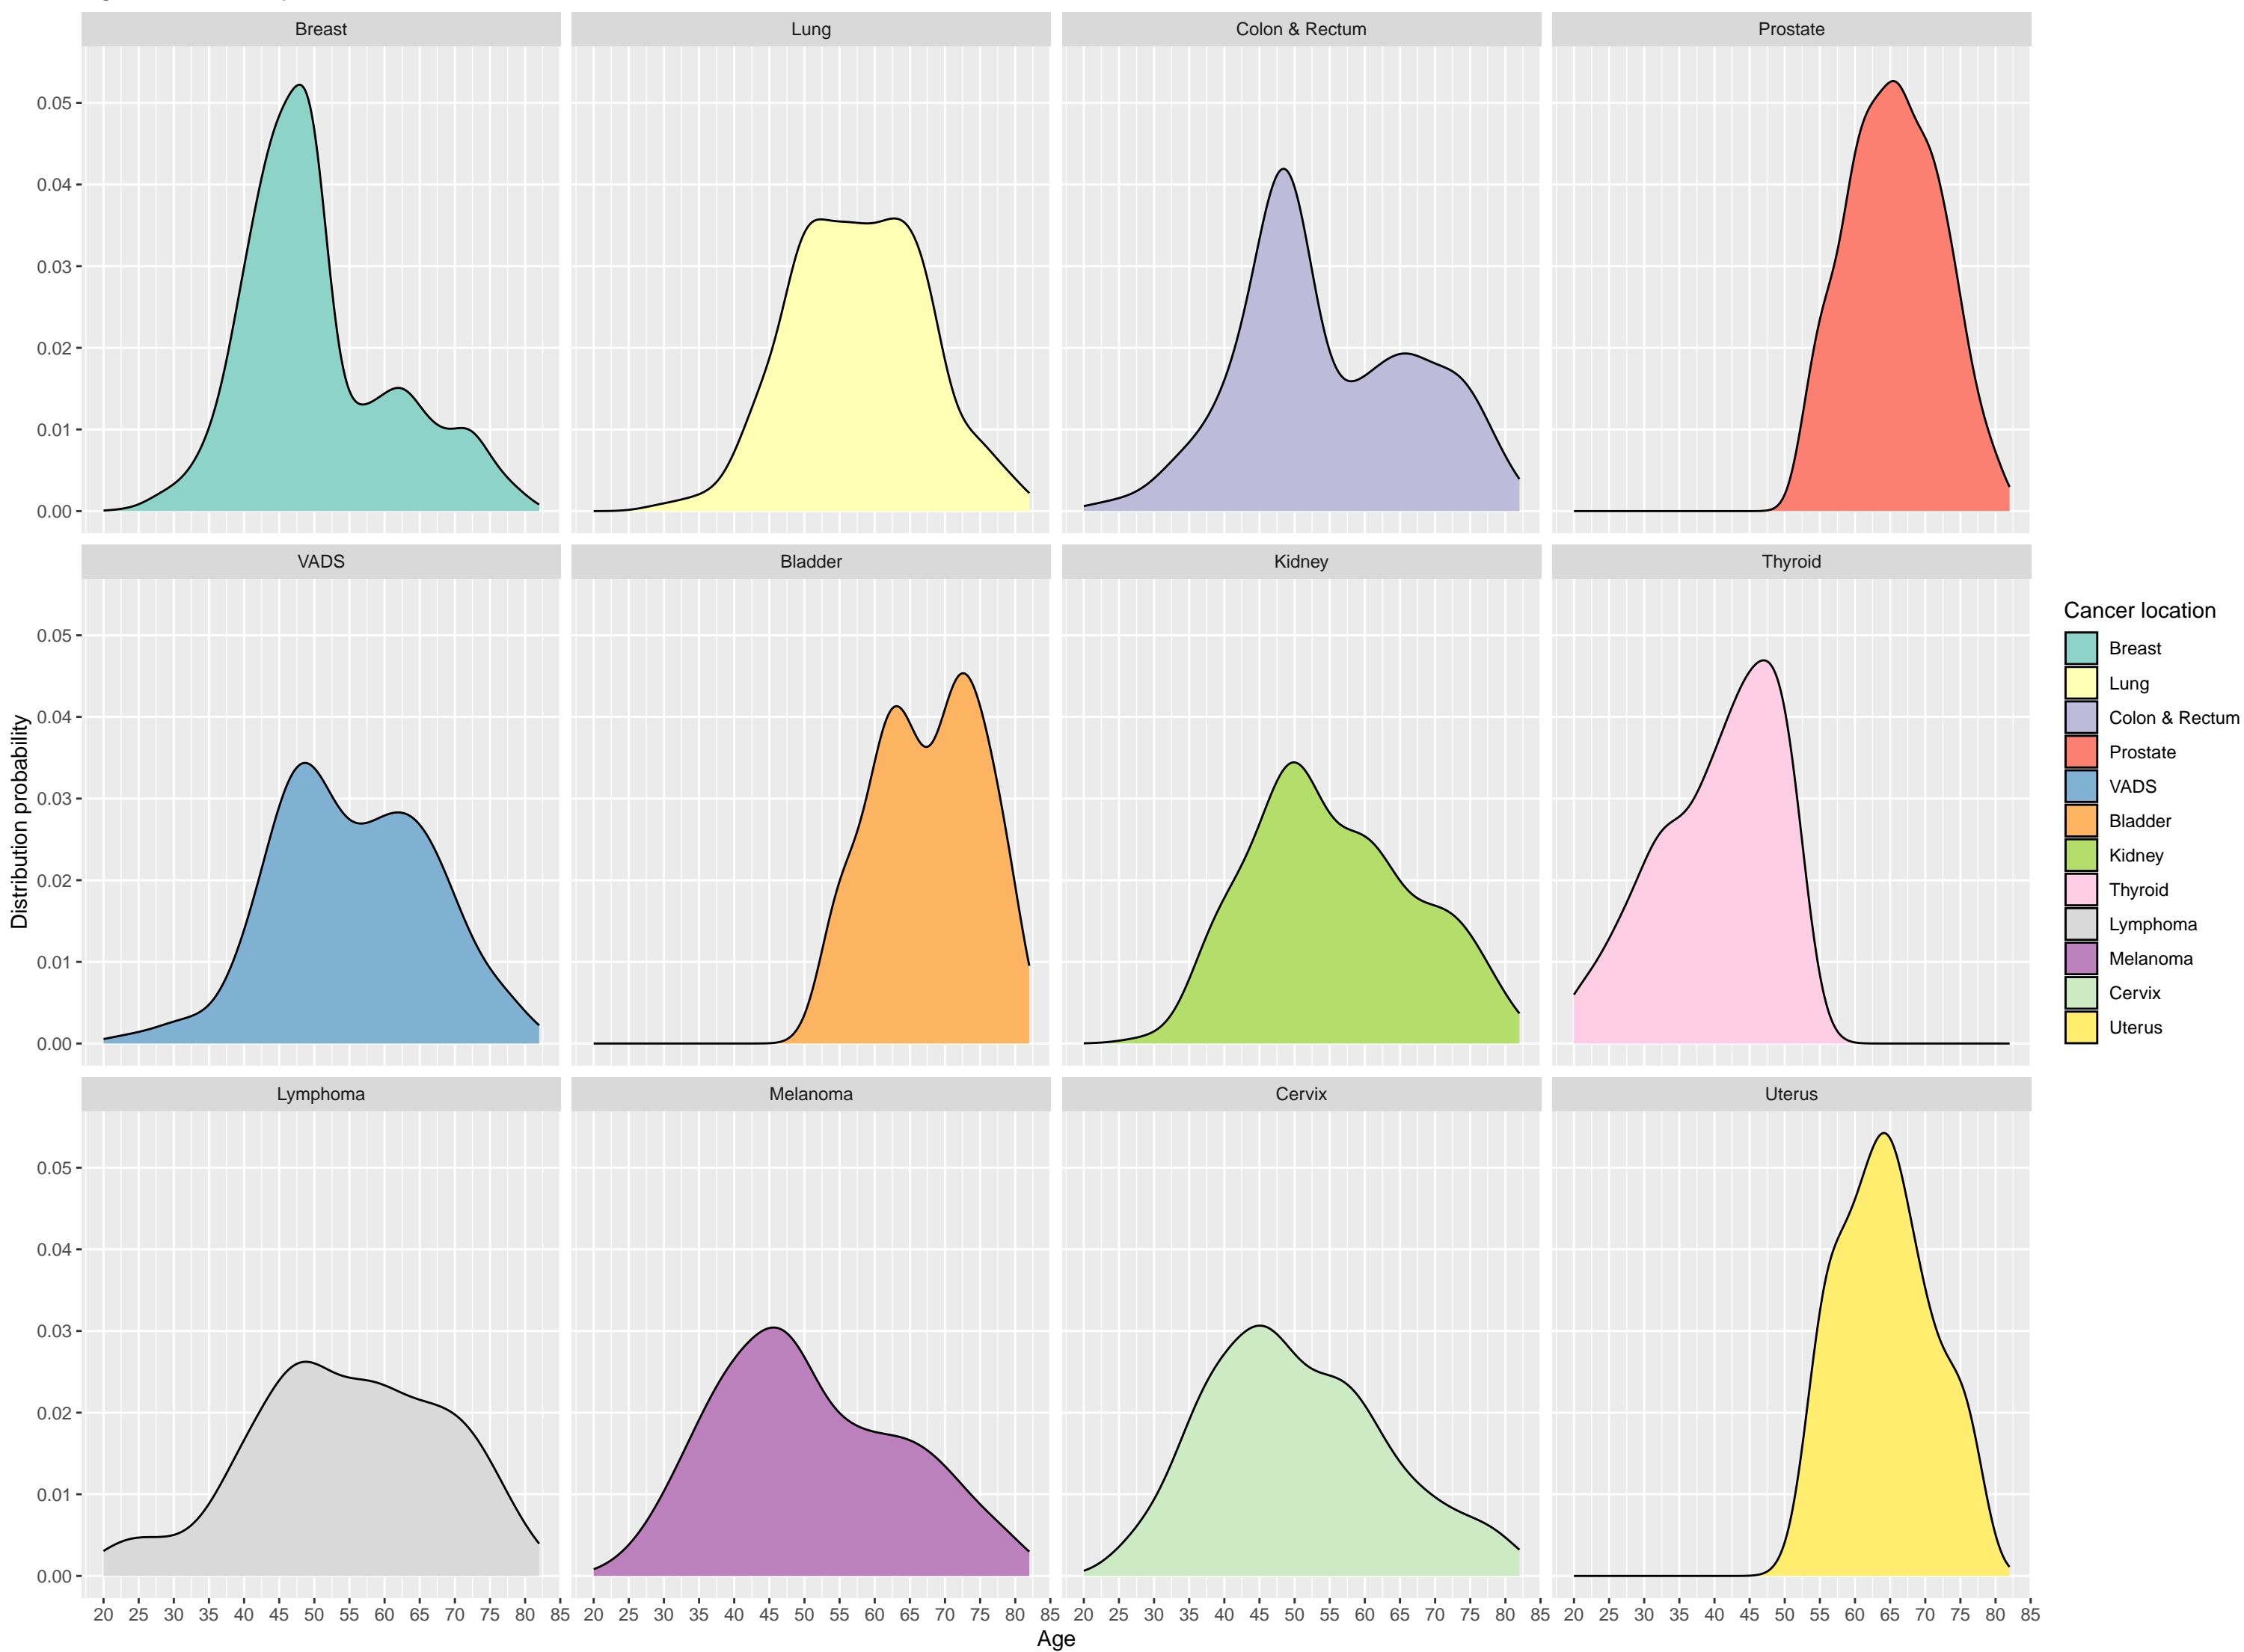 Breast Lung Colon & Rectum Prostate
0.05
0.04
0.03
0.02
0.01
0.00
VADS Bladder Kidney Thyroid
0.05
0.04
0.03
0.02
0.01
0.00
Distribution probability
Lymphoma Melanoma Cervix Uterus
0.05
0.04
0.03
0.02
0.01
0.00
20 25 30 35 40 45 50 55 60 65 70 75 80 85 20 25 30 35 40 45 50 55 60 65 70 75 80 85 20 25 30 35 40 45 50 55 60 65 70 75 80 85 20 25 30 35 40 45 50 55 60 65 70 75 80 85
Age
Cancer location
Breast
Lung
Colon & Rectum
Prostate
VADS
Bladder
Kidney
Thyroid
Lymphoma
Melanoma
Cervix
Uterus